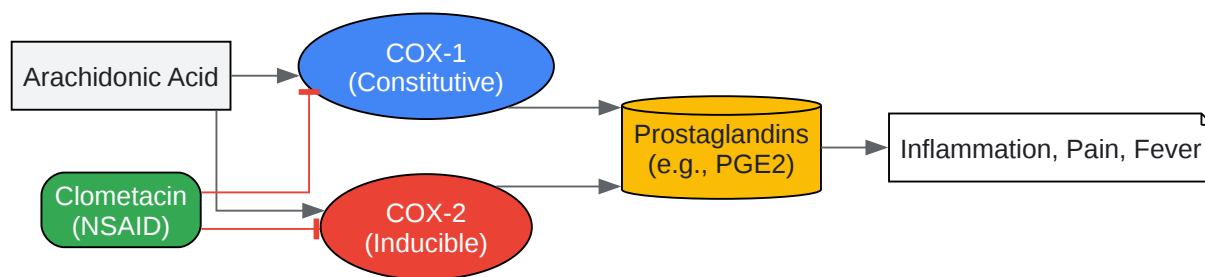 Arachidonic Acid
COX-1
(Constitutive)
Prostaglandins
(e.g., PGE2)
Inflammation, Pain, Fever
Clometacin
(NSAID)
COX-2
(Inducible)